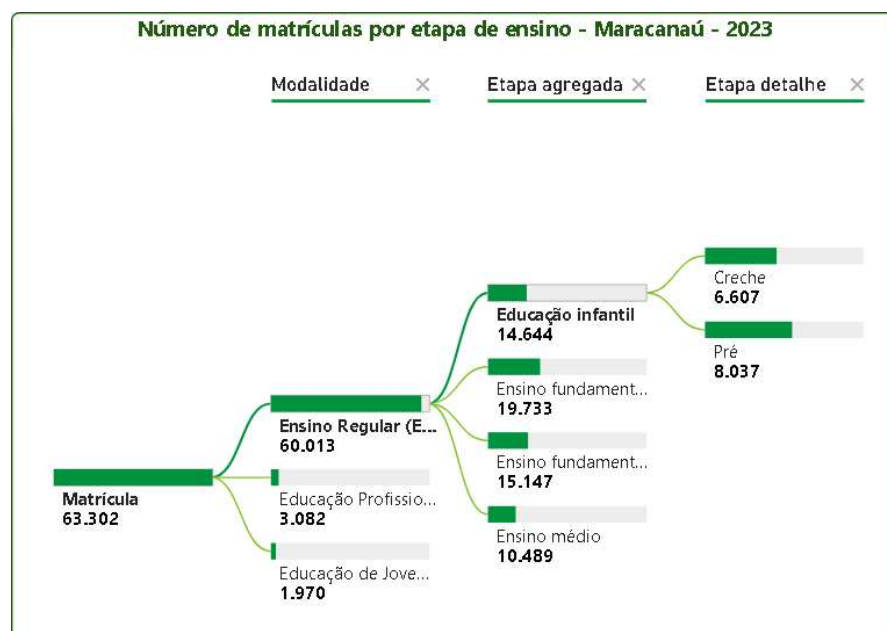 Número de matrículas por etapa de ensino - Maracanaú - 2023
Modalidade
Etapa agregada
Etapa detalhe
Creche
6.607
Pré
8.037
Educação infantil
14.644
Ensino fundament...
19.733
Ensino fundament...
15.147
Ensino médio
10.489
Ensino Regular (E...
60.013
Educação Profissio...
3.082
Educação de Jove...
1.970
Matrícula
63.302